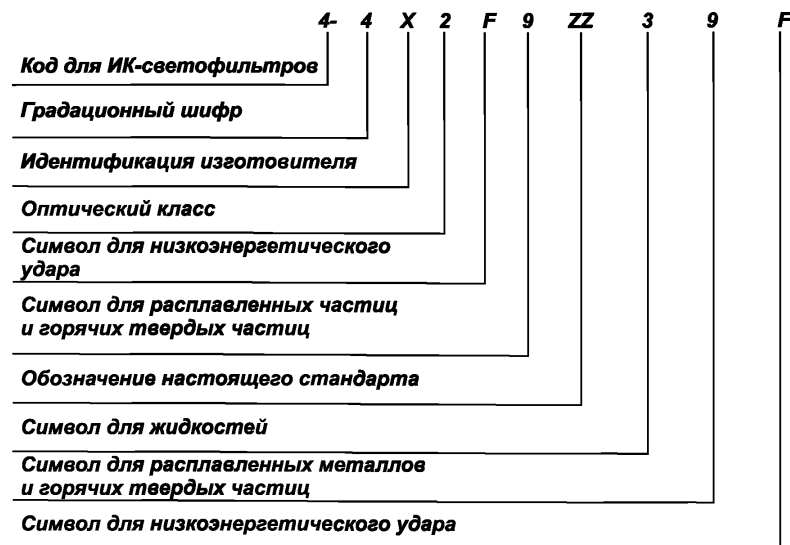 4- 4 X 2 F 9 ZZ 3 9 F
Код для ИК-светофильтров
Градационный шифр
Идентификация изготовителя
Оптический класс
Символ для низкоэнергетического
удара
Символ для расплавленных частиц
и горячих твердых частиц
Обозначение настоящего стандарта
Символ для жидкостей
Символ для расплавленных металлов
и горячих твердых частиц
Символ для низкоэнергетического удара